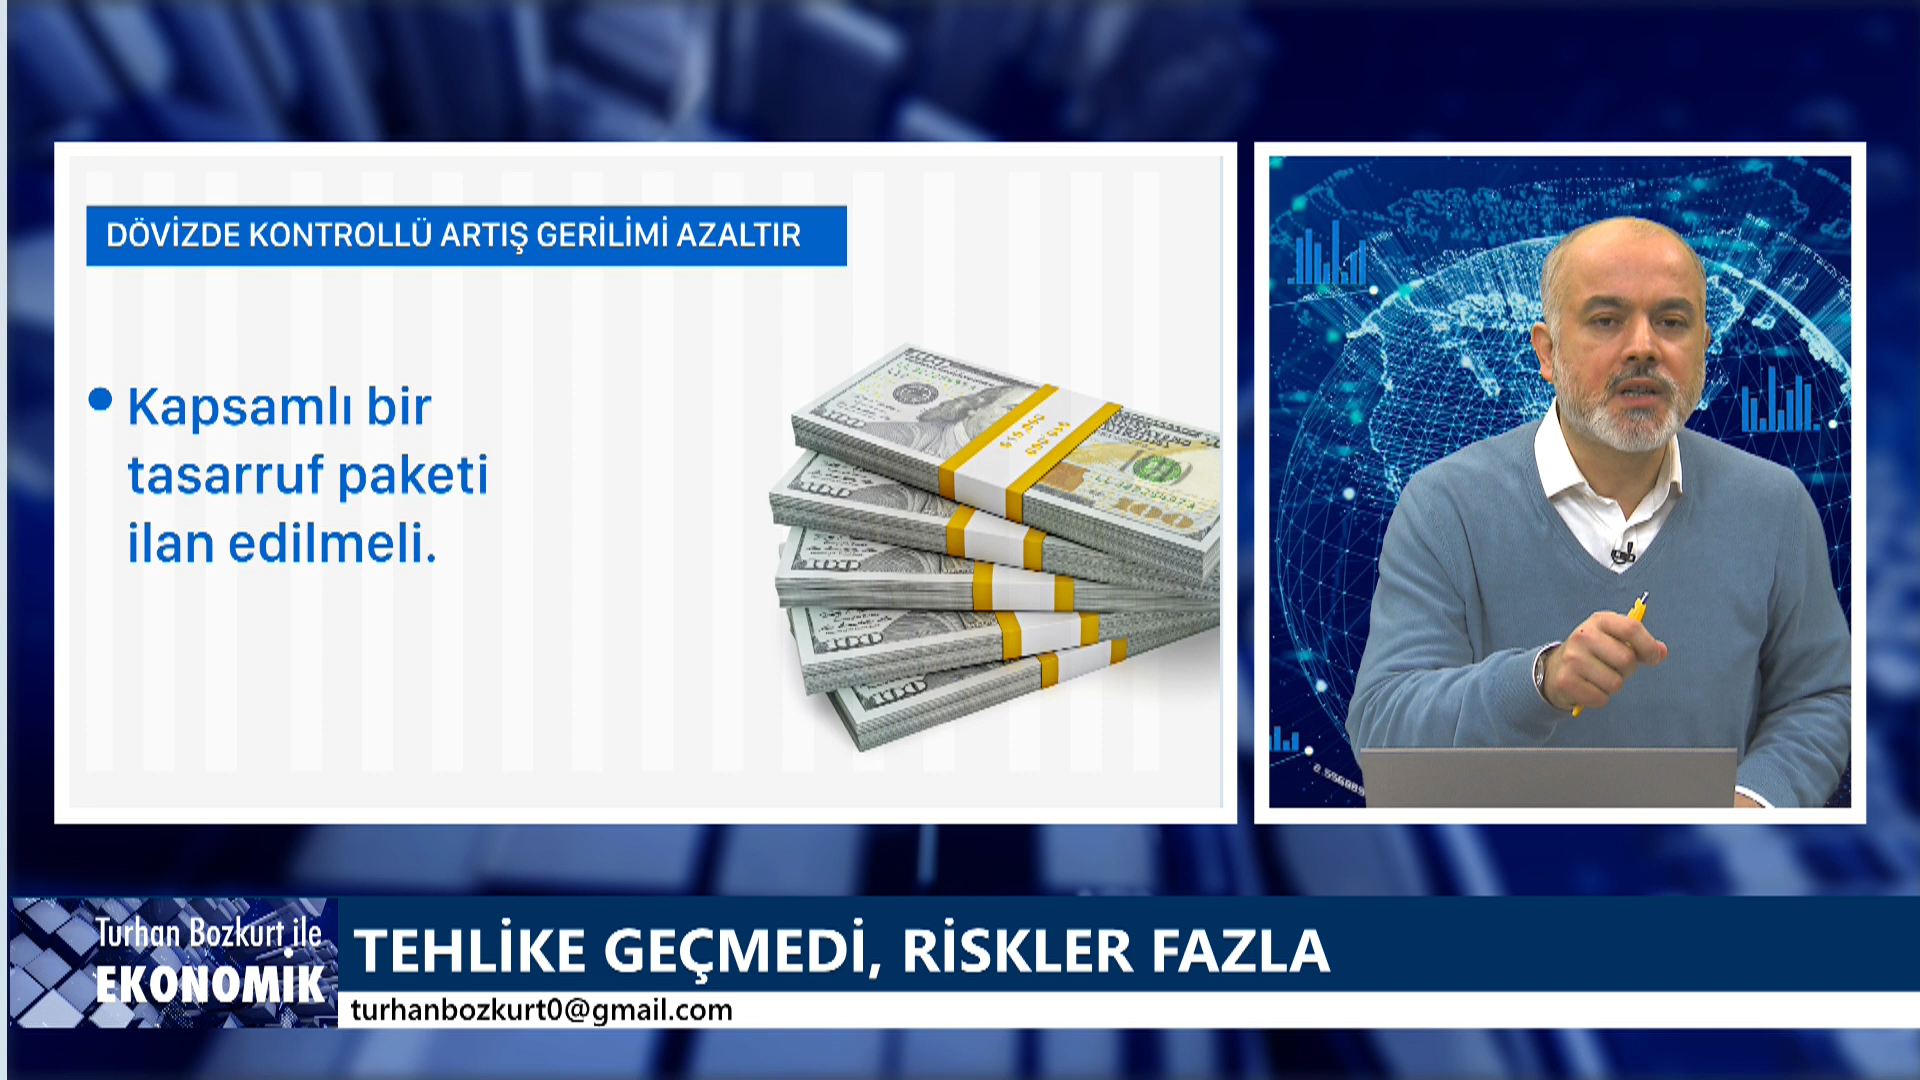 DÖVİZDE KONTROLLÜ ARTIŞ GERİLİMİ AZALTIR
Kapsamlı bir
tasarruf paketi
ilan edilmeli.
100
Turhan Bozkurt ile
EKONOMİK
TEHLİKE GEÇMEDİ, RİSKLER FAZLA
turhanbozkurt0@gmail.com